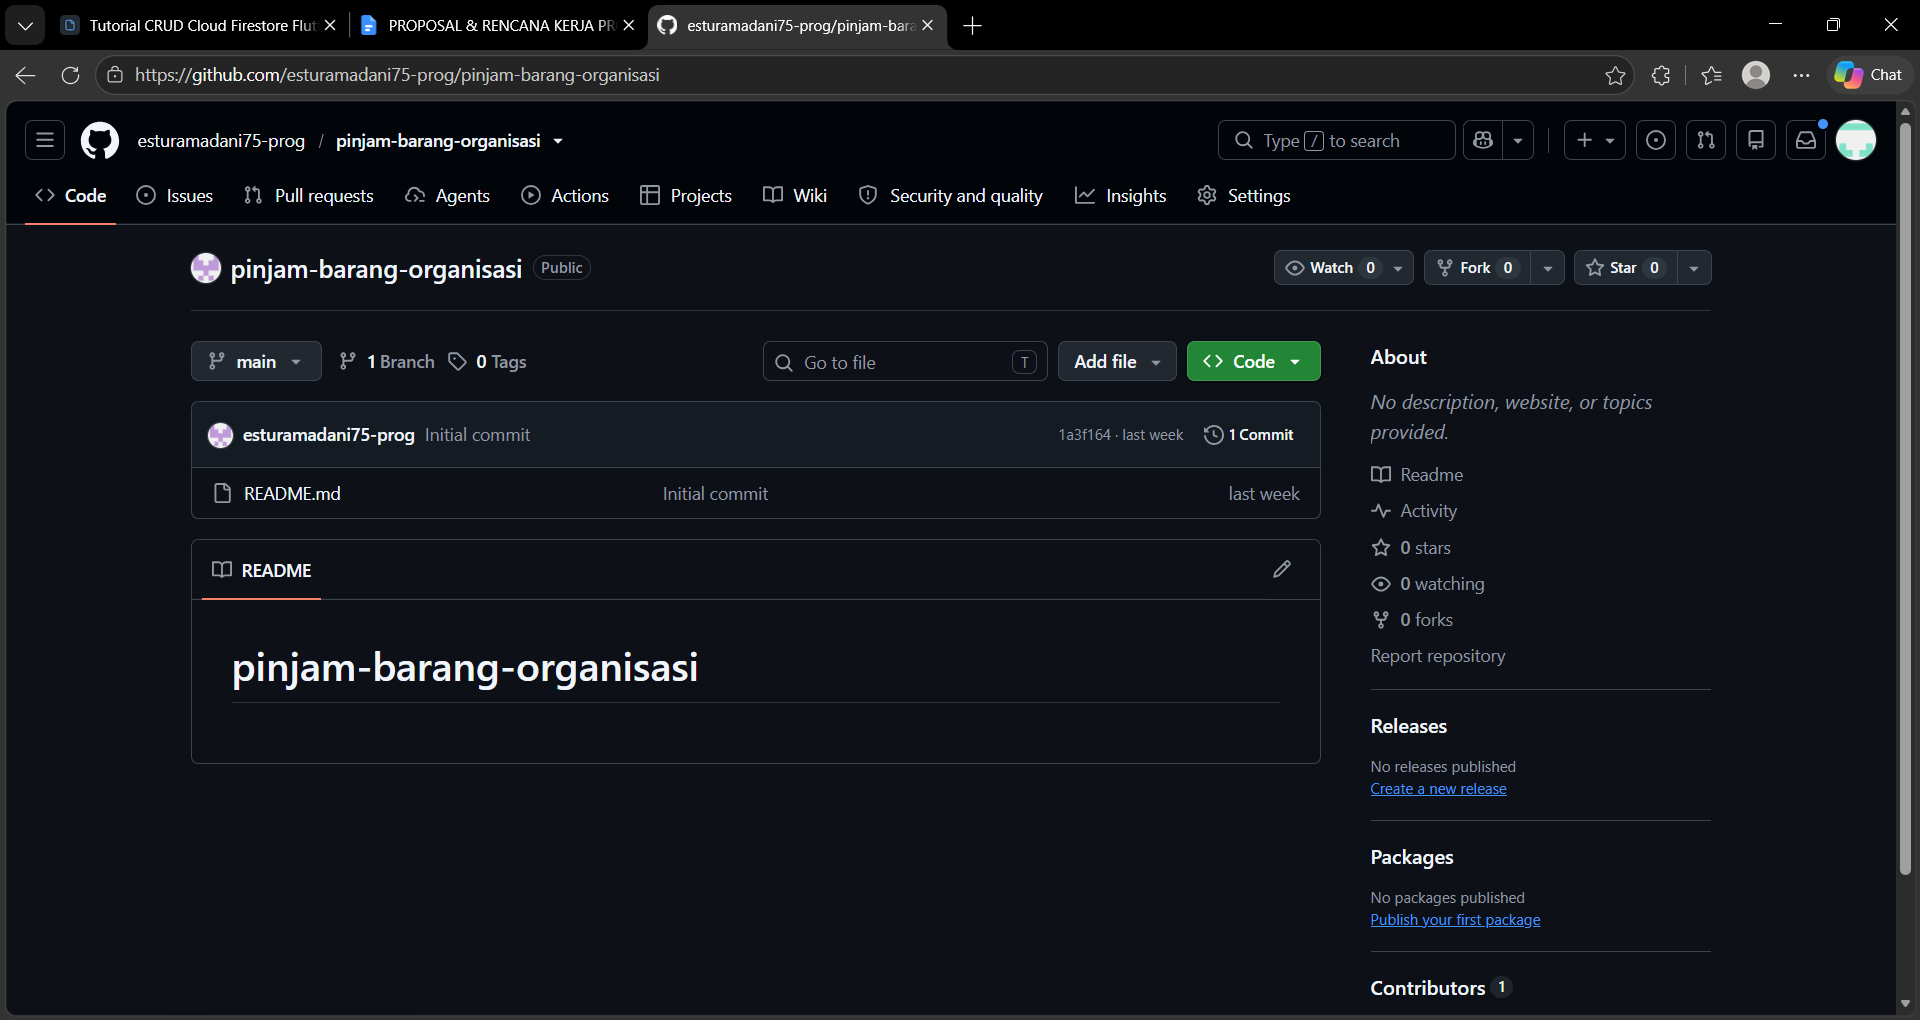 Tutorial CRUD Cloud Firestore Flut
PROPOSAL & RENCANA KERJA PR
esturamadani75-prog/pinjam-bara
https://github.com/esturamadani75-prog/pinjam-barang-organisasi
Chat
esturamadani75-prog / pinjam-barang-organisasi
Type / to search
Code
Issues
Pull requests
Agents
Actions
Projects
Wiki
Security and quality
Insights
Settings
pinjam-barang-organisasi Public
Watch 0
Fork 0
Star 0
main
1 Branch
0 Tags
Go to file T
Add file
Code
esturamadani75-prog Initial commit
1a3f164 · last week
1 Commit
README.md
Initial commit
last week
README
pinjam-barang-organisasi
About
No description, website, or topics
provided.
Readme
Activity
0 stars
0 watching
0 forks
Report repository
Releases
No releases published
Create a new release
Packages
No packages published
Publish your first package
Contributors 1